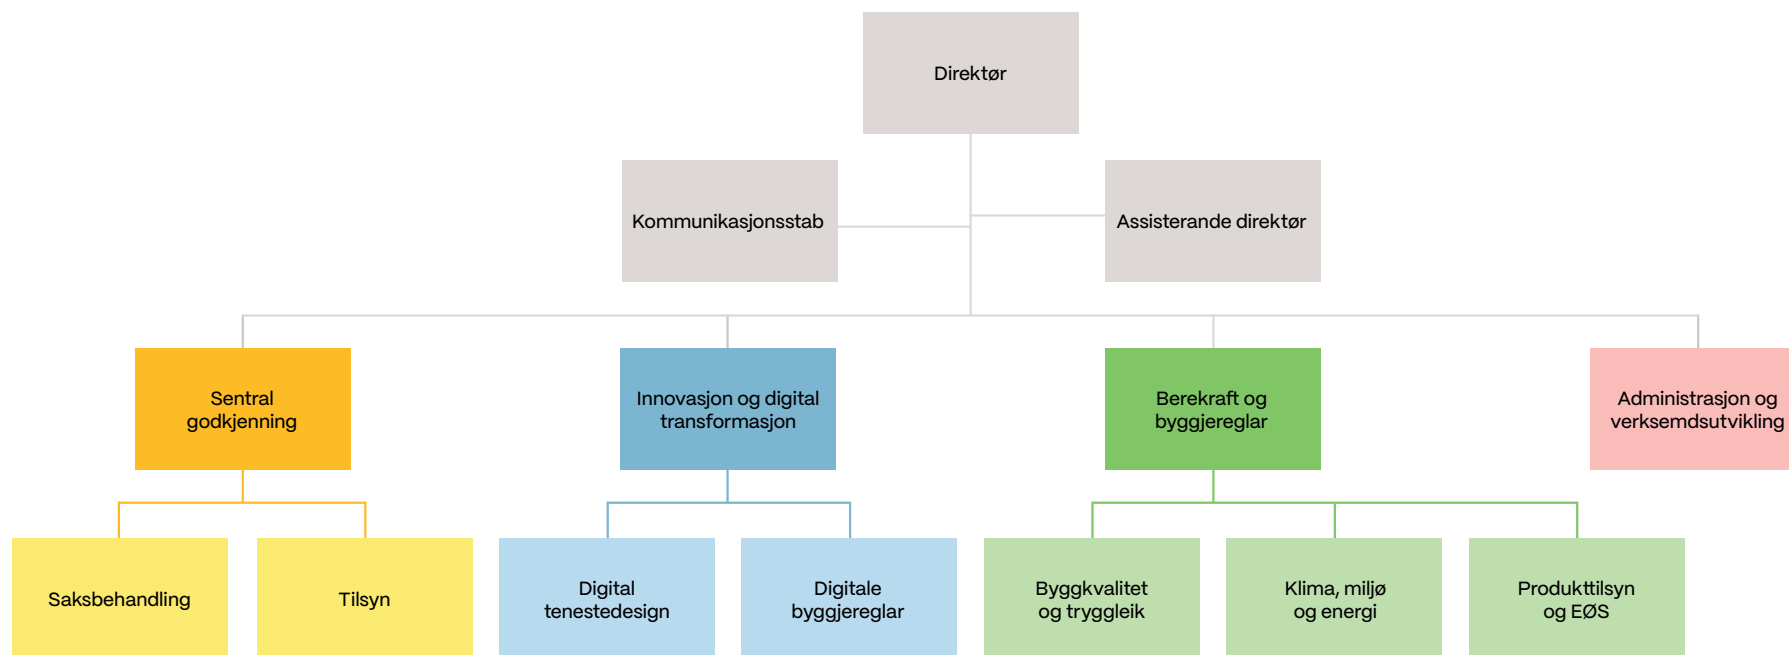 Direktør
Kommunikasjonsstab
Assisterande direktør
Sentral
godkjenning
Innovasjon og digital
transformasjon
Berekraft og
byggjereglar
Administrasjon og
verksemdsutvikling
Saksbehandling
Tilsyn
Digital
tenestedesign
Digitale
byggjereglar
Byggkvalitet
og tryggleik
Klima, miljø
og energi
Produkttilsyn
og EØS